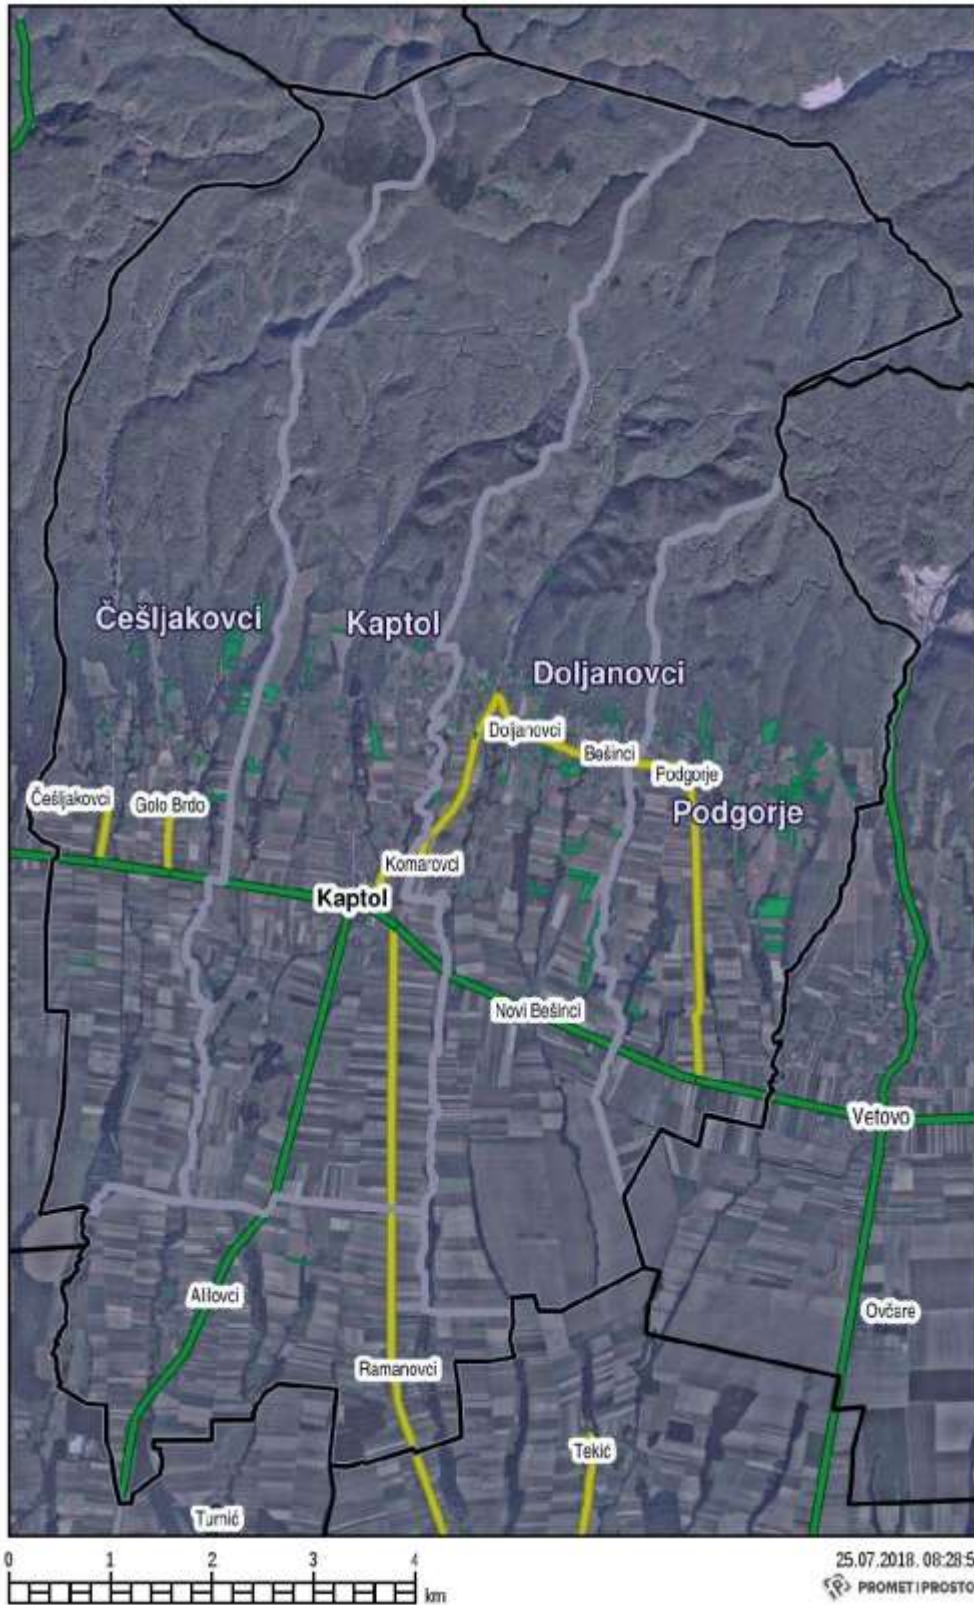 Češljakovci
Kaptol
Doljanovci
Doljanovci
Bešinci
Podgorje
Češljakovci
Golo Brdo
Podgorje
Komarovci
Kaptol
Novi Bešinci
Vetovo
Alilovci
Ovčare
Ramanovci
Tekić
Turnić
0 1 2 3 4
km
25.07.2018. 08:28:5
PROMET I PROSTO